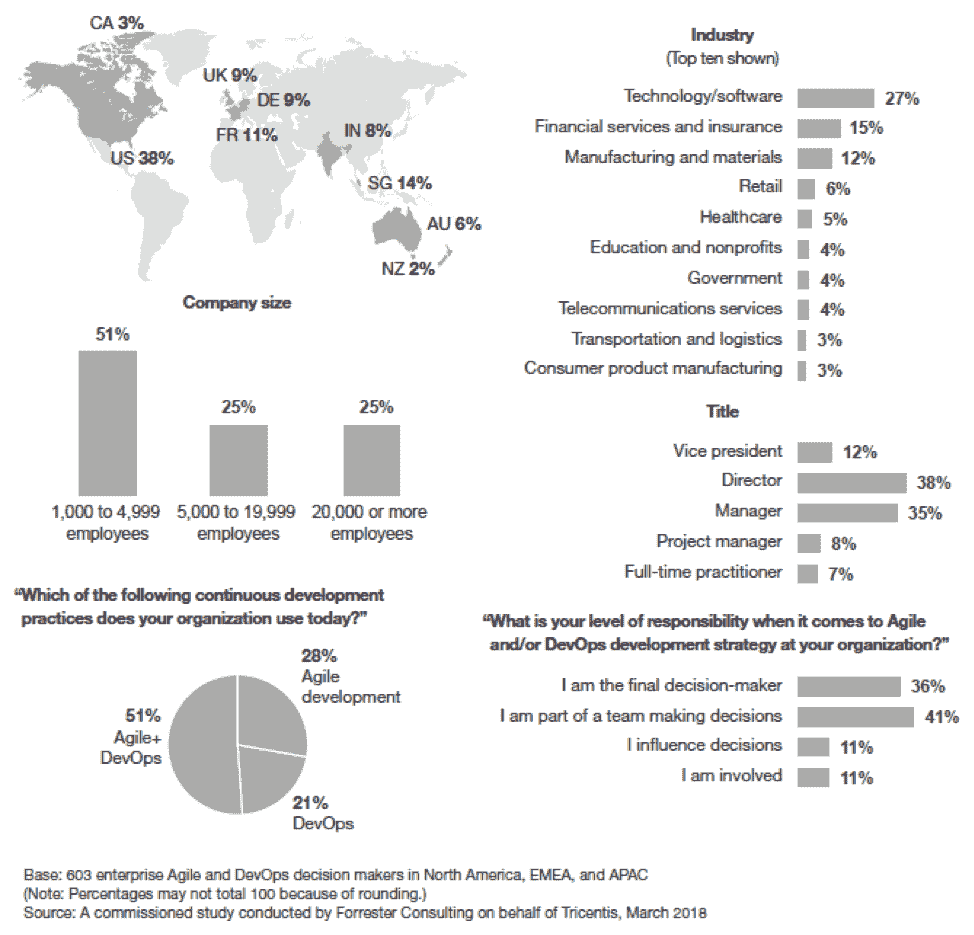 CA 3%
UK 9%
DE 9%
FR 11%
IN 8%
US 38%
SG 14%
AU 6%
NZ 2%
Company size
51%
25%
25%
1,000 to 4,999
employees
5,000 to 19,999
employees
20,000 or more
employees
“Which of the following continuous development
practices does your organization use today?”
28%
Agile
development
51%
Agile+
DevOps
21%
DevOps
Industry
(Top ten shown)
Technology/software 27%
Financial services and insurance 15%
Manufacturing and materials 12%
Retail 6%
Healthcare 5%
Education and nonprofits 4%
Government 4%
Telecommunications services 4%
Transportation and logistics 3%
Consumer product manufacturing 3%
Title
Vice president 12%
Director 38%
Manager 35%
Project manager 8%
Full-time practitioner 7%
“What is your level of responsibility when it comes to Agile
and/or DevOps development strategy at your organization?”
I am the final decision-maker 36%
I am part of a team making decisions 41%
I influence decisions 11%
I am involved 11%
Base: 603 enterprise Agile and DevOps decision makers in North America, EMEA, and APAC
(Note: Percentages may not total 100 because of rounding.)
Source: A commissioned study conducted by Forrester Consulting on behalf of Tricentis, March 2018